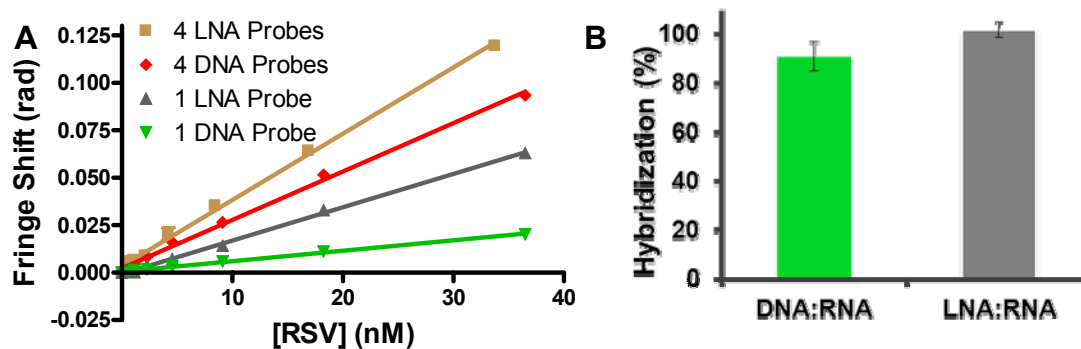 A
Fringe Shift (rad)
0.125
0.100
0.075
0.050
0.025
0.000
-0.025
4 LNA Probes
4 DNA Probes
1 LNA Probe
1 DNA Probe
10
20
30
40
[RSV] (nM)
B
Hybridization (%)
100
80
60
40
20
0
DNA:RNA
LNA:RNA